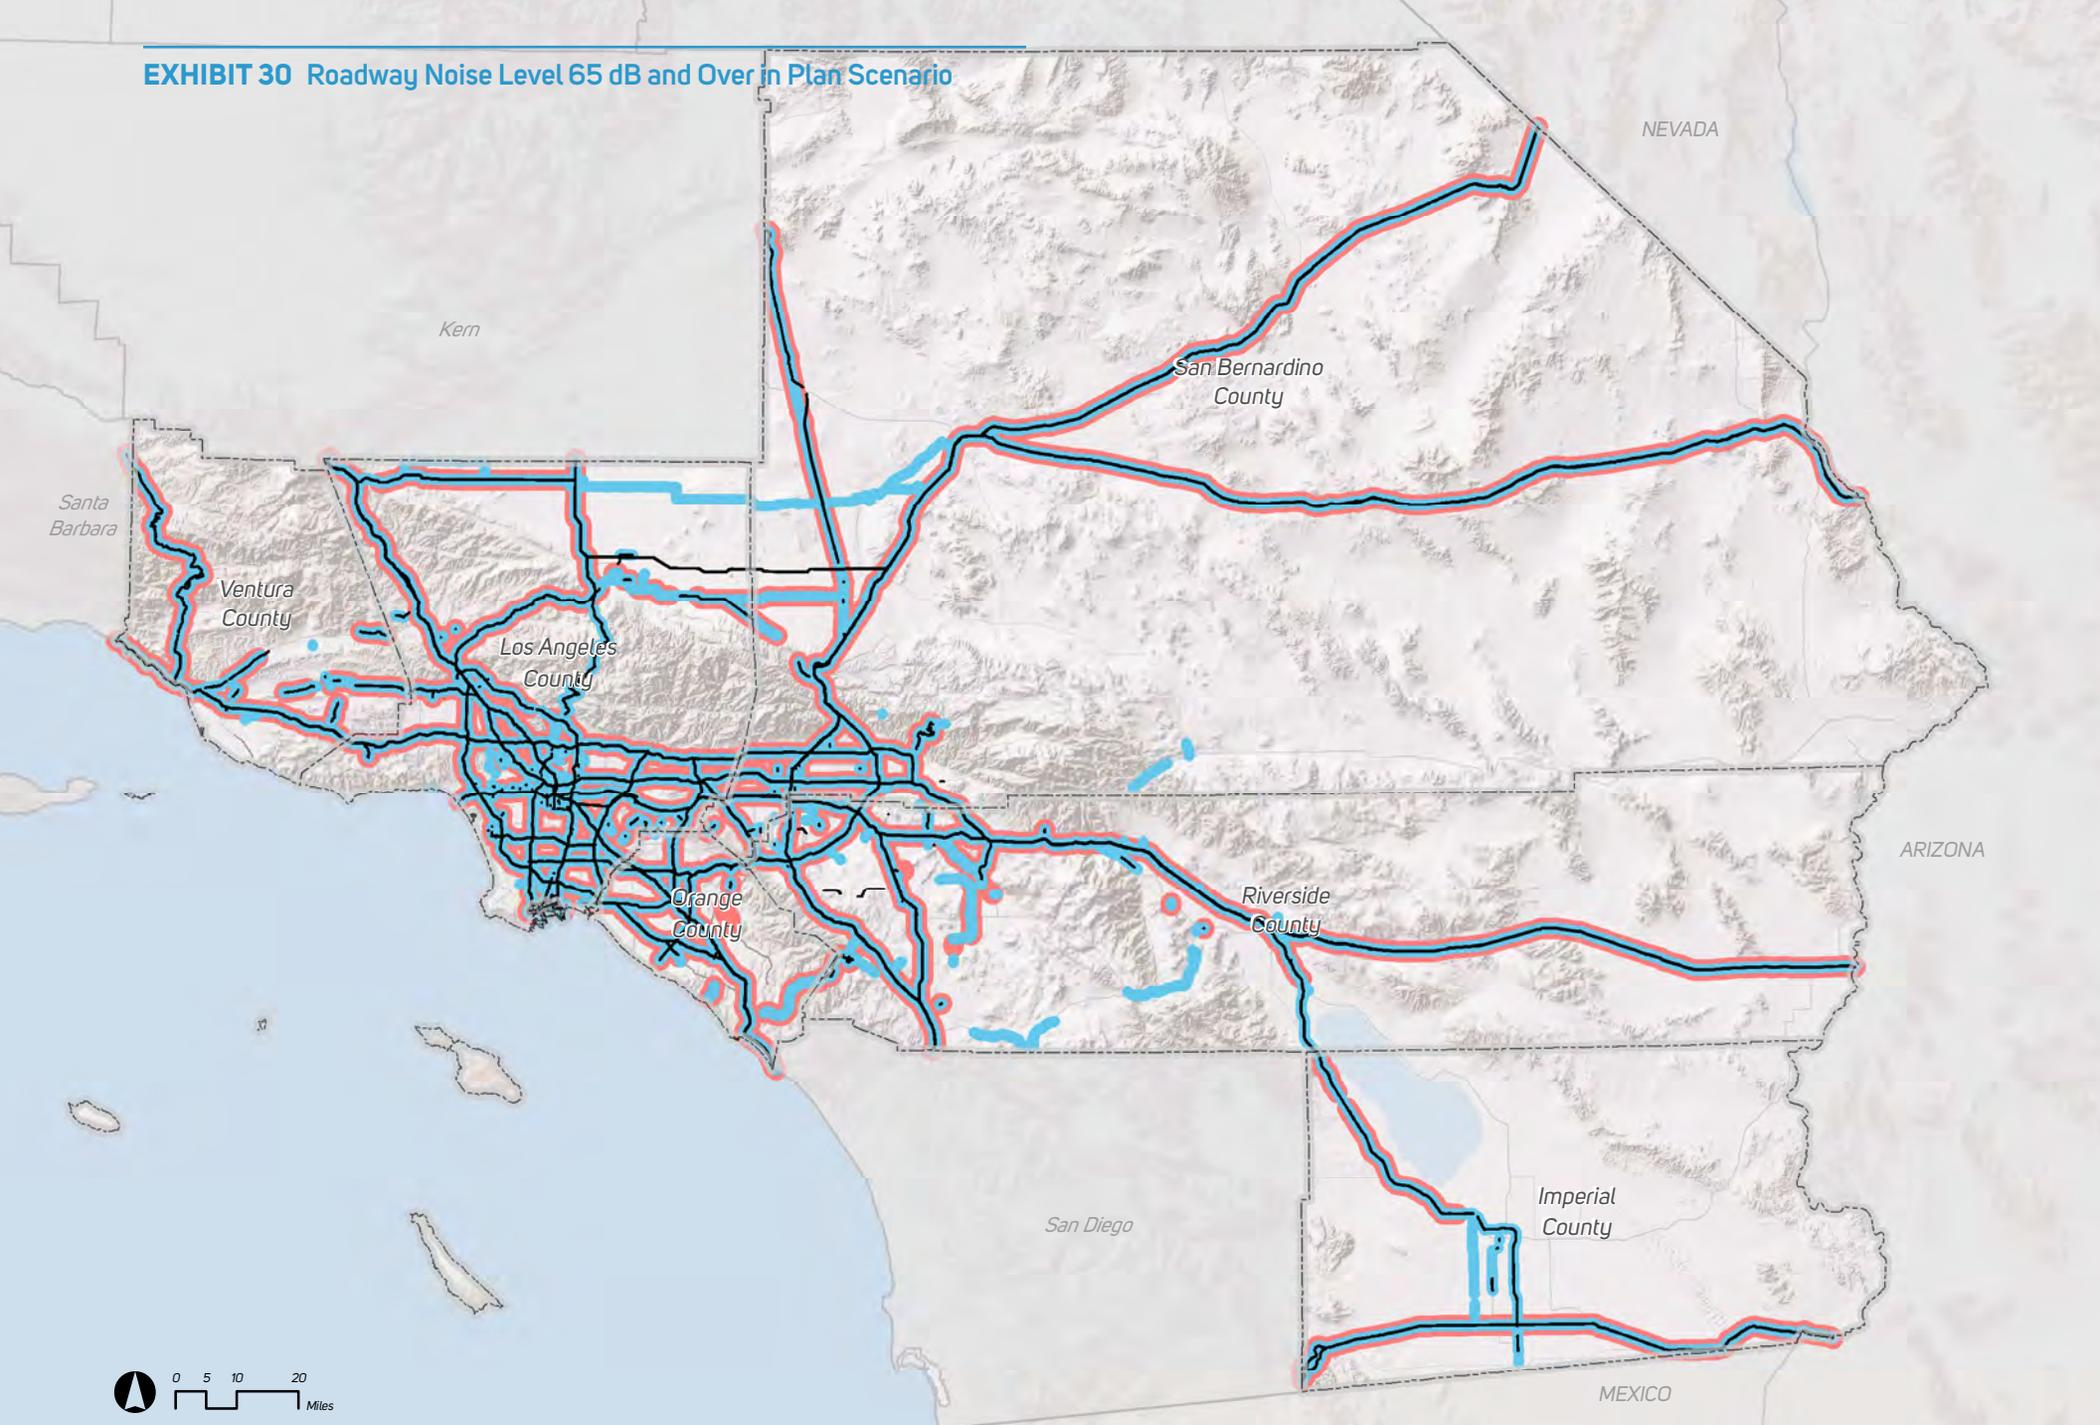 EXHIBIT 30 Roadway Noise Level 65 dB and Over in Plan Scenario
NEVADA
Kern
San Bernardino
County
Santa
Barbara
Ventura
County
Los Angeles
County
ARIZONA
Orange
County
Riverside
County
San Diego
Imperial
County
MEXICO
0 5 10 20
Miles